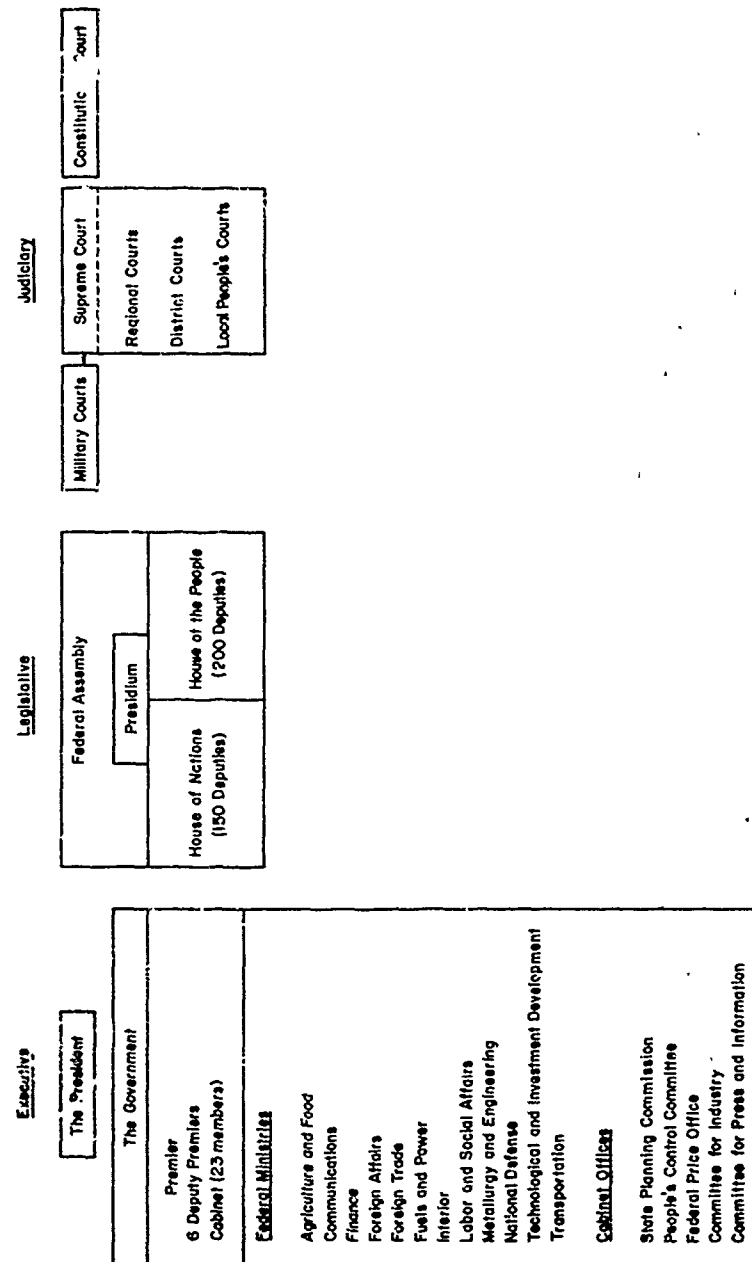 Executive
The President
The Government
Premier
6 Deputy Premiers
Cabinet (23 members)
Federal Ministries
Agriculture and Food
Communications
Finance
Foreign Affairs
Foreign Trade
Fuels and Power
Interior
Labor and Social Affairs
Metallurgy and Engineering
National Defense
Technological and Investment Development
Transportation
Cabinet Offices
State Planning Commission
People's Control Committee
Federal Price Office
Committee for Industry
Committee for Press and Information
Legislative
Federal Assembly
Presidium
House of Nations
(150 Deputies)
House of the People
(200 Deputies)
Judiciary
Military Courts
Supreme Court
Regional Courts
District Courts
Local People's Courts
Constitutic ourt